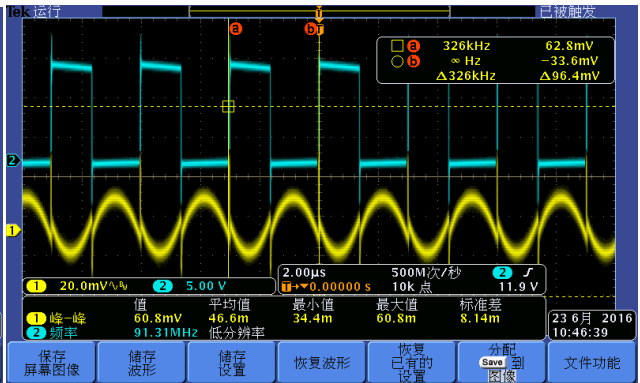 Tek 运行 T 已被触发
a b T
a 326kHz 62.8mV
b ∞ Hz −33.6mV
Δ326kHz Δ96.4mV
2
1
1 20.0mV 2 5.00 V
2.00μs 500M次/秒 2
T→▼0.00000 s 10k 点 11.9 V
值 平均值 最小值 最大值 标准差
1 峰−峰 60.8mV 46.6m 34.4m 60.8m 8.14m
2 频率 91.31MHz 低分辨率
23 6月 2016
10:46:39
保存 屏幕图像
储存 波形
储存 设置
恢复波形
恢复 已有的 设置
分配 Save 到 图像
文件功能